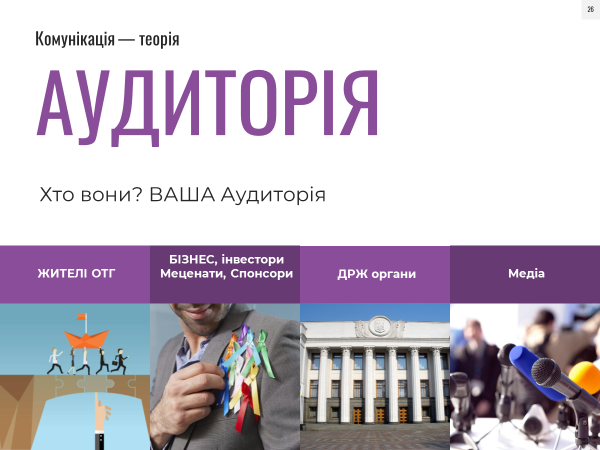 26
Комунікація — теорія
АУДИТОРІЯ
Хто вони? ВАША Аудиторія
ЖИТЕЛІ ОТГ
БІЗНЕС, інвестори
Меценати, Спонсори
ДРЖ органи
Медіа